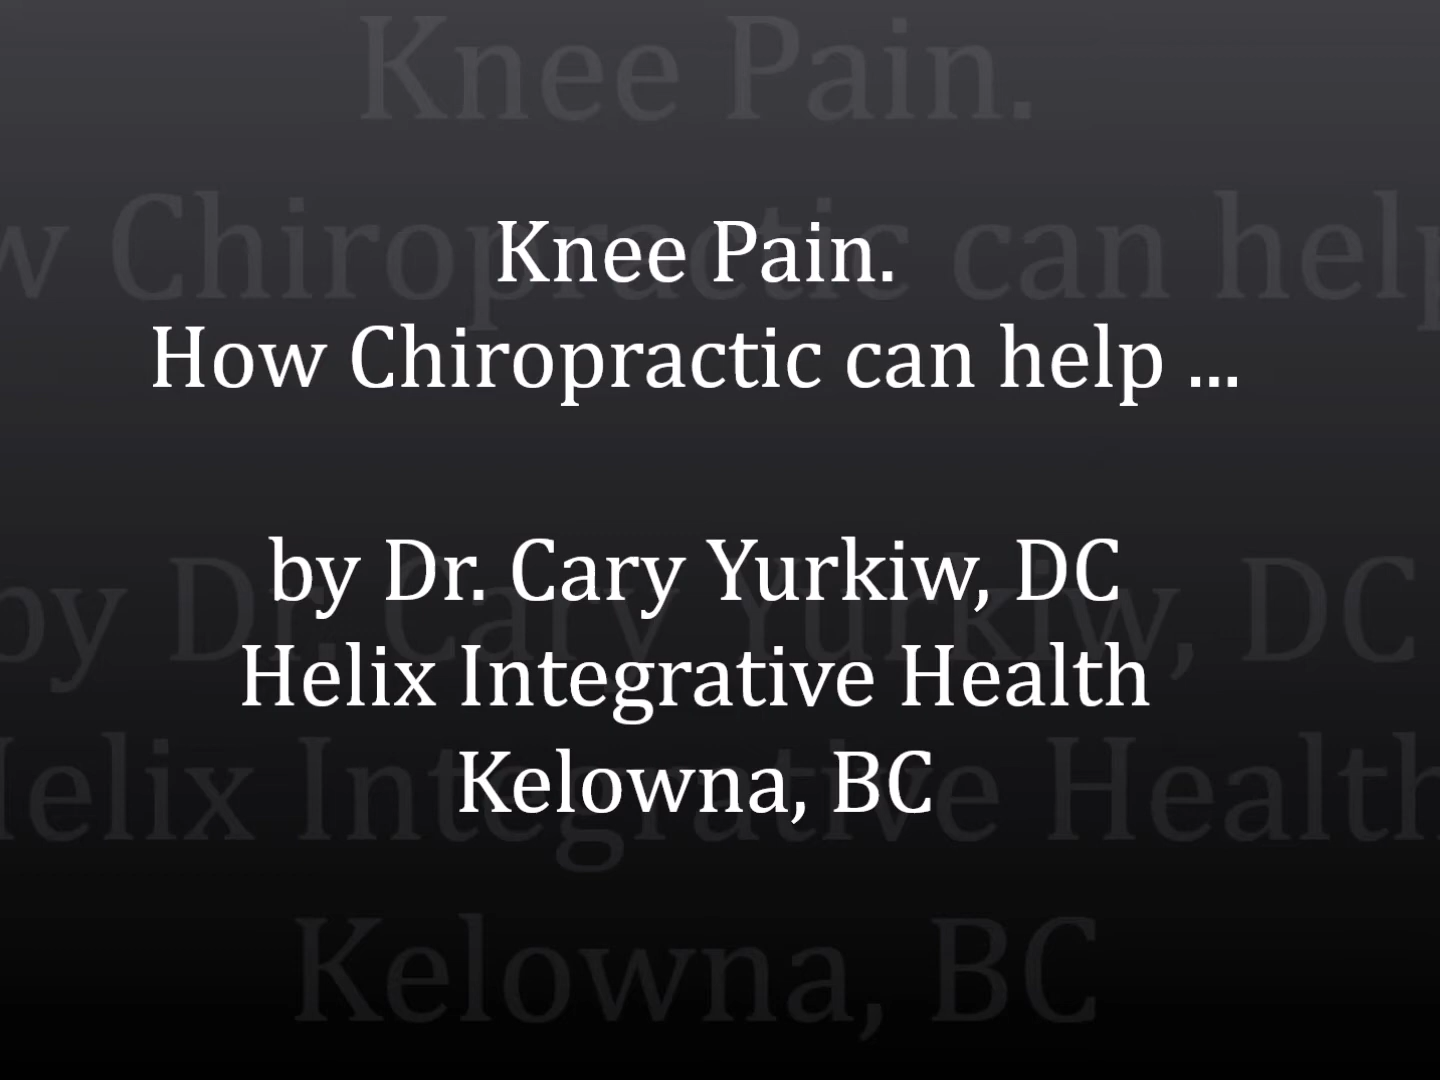 Knee Pain.
How Chiropractic can help ...
by Dr. Cary Yurkiw, DC
Helix Integrative Health
Kelowna, BC